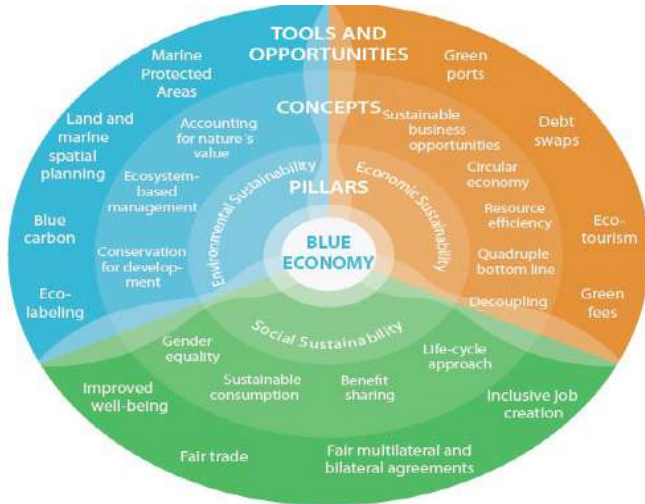 TOOLS AND
OPPORTUNITIES
Marine
Protected
Areas
Land and
marine
spatial
planning
Blue
carbon
Eco-
labeling
Green
ports
Debt
swaps
Eco-
tourism
Green
fees
CONCEPTS
Accounting
for nature's
value
Ecosystem-
based
management
Conservation
for develop-
ment
Sustainable
business
opportunities
Circular
economy
Resource
efficiency
Quadruple
bottom line
Decoupling
PILLARS
Environmental Sustainability
Economic Sustainability
BLUE
ECONOMY
Social Sustainability
Gender
equality
Sustainable
consumption
Benefit
sharing
Life-cycle
approach
Improved
well-being
Fair trade
Fair multilateral and
bilateral agreements
Inclusive job
creation